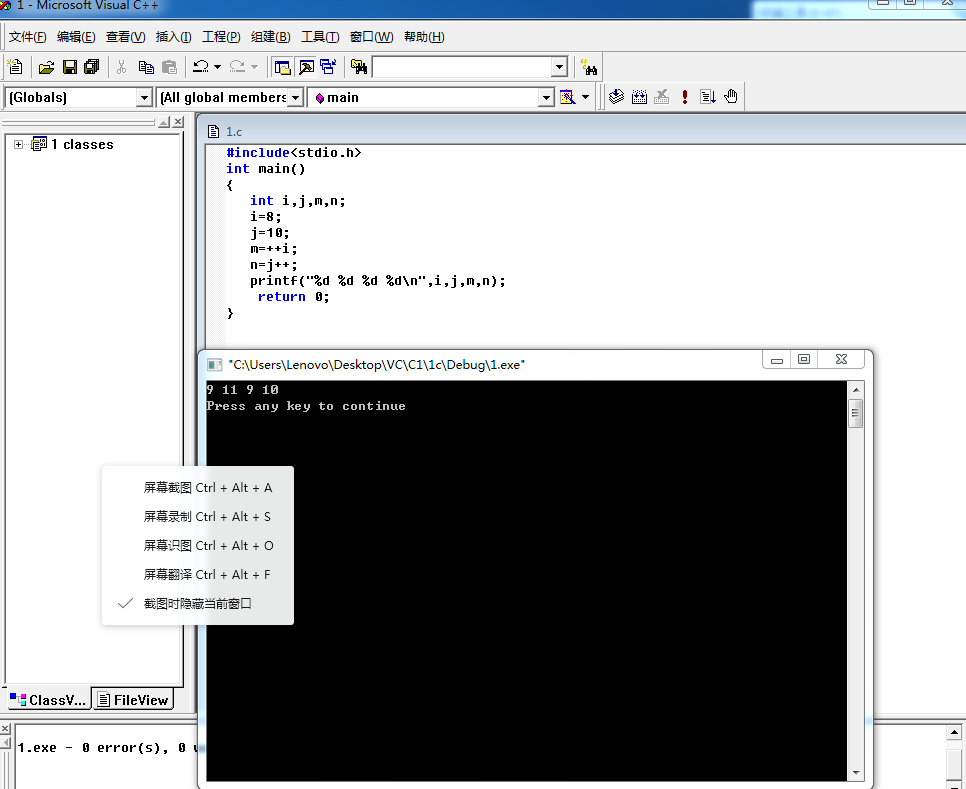 1 - Microsoft Visual C++
文件(F) 编辑(E) 查看(V) 插入(I) 工程(P) 组建(B) 工具(T) 窗口(W) 帮助(H)
(Globals) (All global members main
1 classes
1.c
#include<stdio.h>
int main()
{
int i,j,m,n;
i=8;
j=10;
m=++i;
n=j++;
printf("%d %d %d %d\n",i,j,m,n);
return 0;
}
"C:\Users\Lenovo\Desktop\VC\C1\1c\Debug\1.exe"
9 11 9 10
Press any key to continue
屏幕截图 Ctrl + Alt + A
屏幕录制 Ctrl + Alt + S
屏幕识图 Ctrl + Alt + O
屏幕翻译 Ctrl + Alt + F
截图时隐藏当前窗口
ClassV... FileView
1.exe - 0 error(s), 0